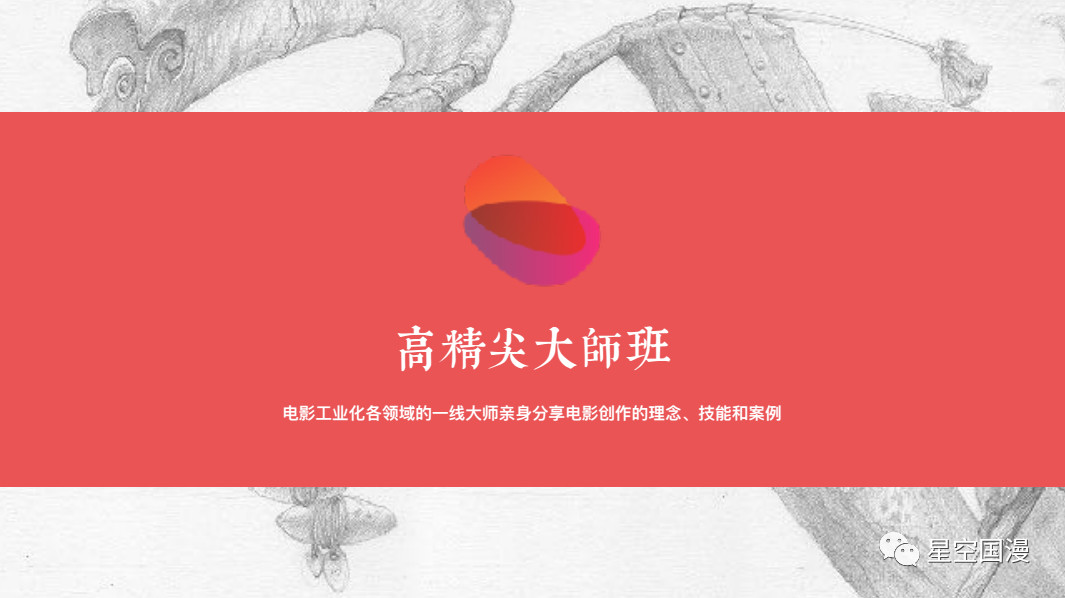 高精尖大師班
电影工业化各领域的一线大师亲身分享电影创作的理念、技能和案例
星空国漫